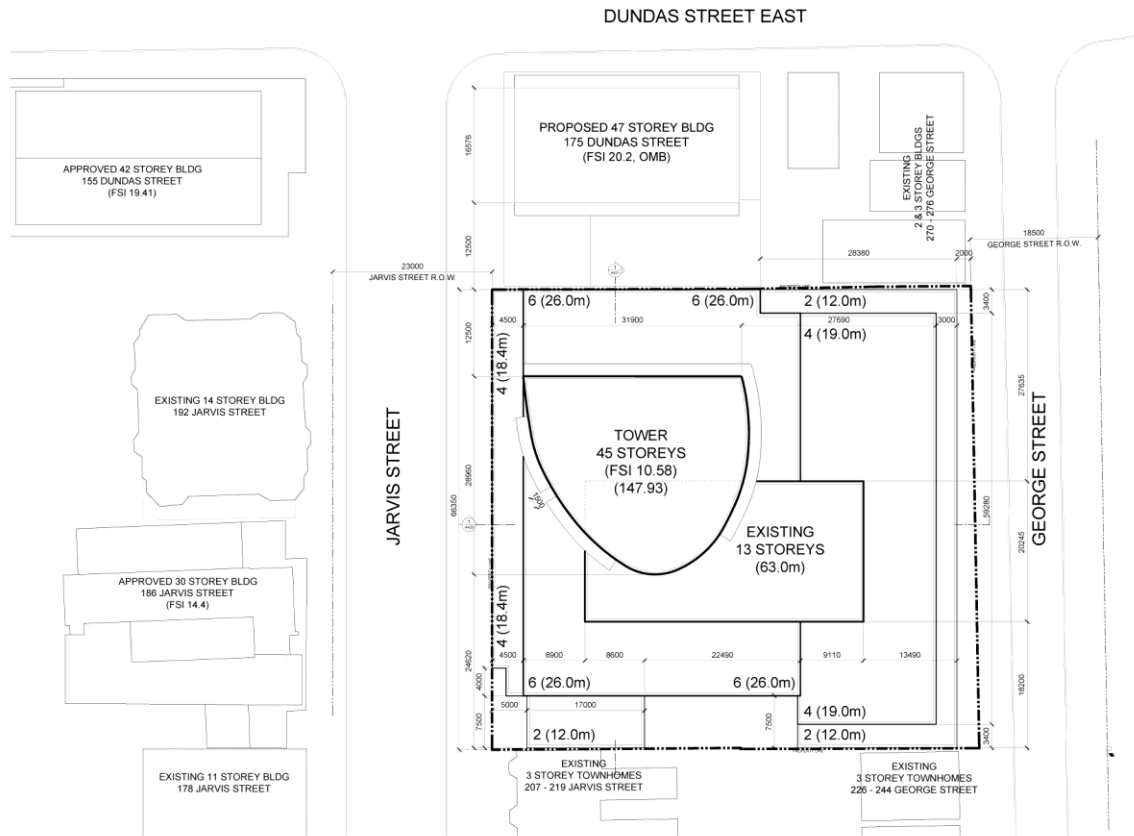 DUNDAS STREET EAST
PROPOSED 47 STOREY BLDG
175 DUNDAS STREET
(FSI 20.2, OMB)
APPROVED 42 STOREY BLDG
155 DUNDAS STREET
(FSI 19.41)
EXISTING
2 & 3 STOREY BLDGS
270 - 276 GEORGE STREET
16576
12500
18500
GEORGE STREET R.O.W.
28380
2000
23000
JARVIS STREET R.O.W.
6 (26.0m)
6 (26.0m)
2 (12.0m)
3400
4500
31900
27690
3000
4 (19.0m)
12500
4 (18.4m)
27635
EXISTING 14 STOREY BLDG
192 JARVIS STREET
JARVIS STREET
GEORGE STREET
TOWER
45 STOREYS
(FSI 10.58)
(147.93)
28960
66350
1500
59280
20245
EXISTING
13 STOREYS
(63.0m)
APPROVED 30 STOREY BLDG
186 JARVIS STREET
(FSI 14.4)
4 (18.4m)
24620
4500
8900
8600
22490
9110
13490
18200
4000
6 (26.0m)
6 (26.0m)
5000
17000
4 (19.0m)
7500
7500
2 (12.0m)
2 (12.0m)
3400
EXISTING
3 STOREY TOWNHOMES
207 - 219 JARVIS STREET
EXISTING
3 STOREY TOWNHOMES
226 - 244 GEORGE STREET
EXISTING 11 STOREY BLDG
178 JARVIS STREET